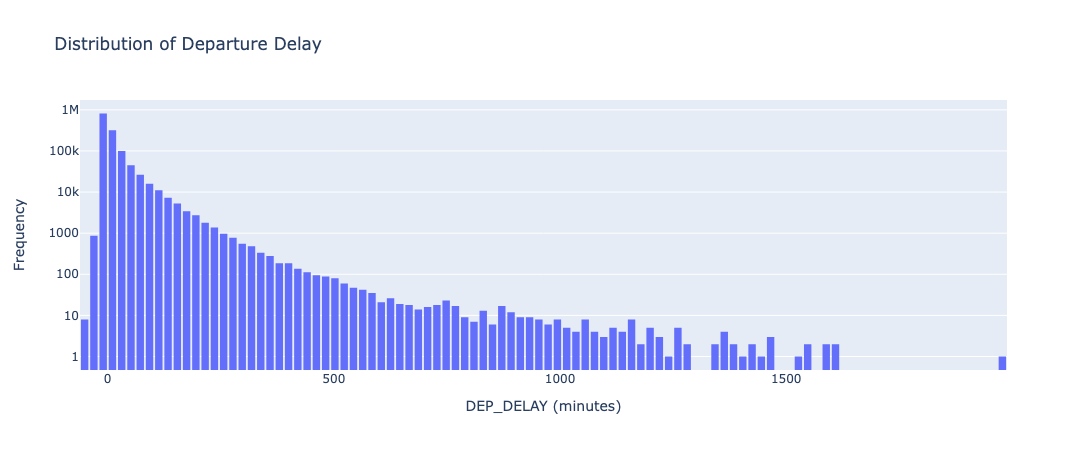 Distribution of Departure Delay
1M
100k
10k
1000
100
10
1
Frequency
0 500 1000 1500
DEP_DELAY (minutes)